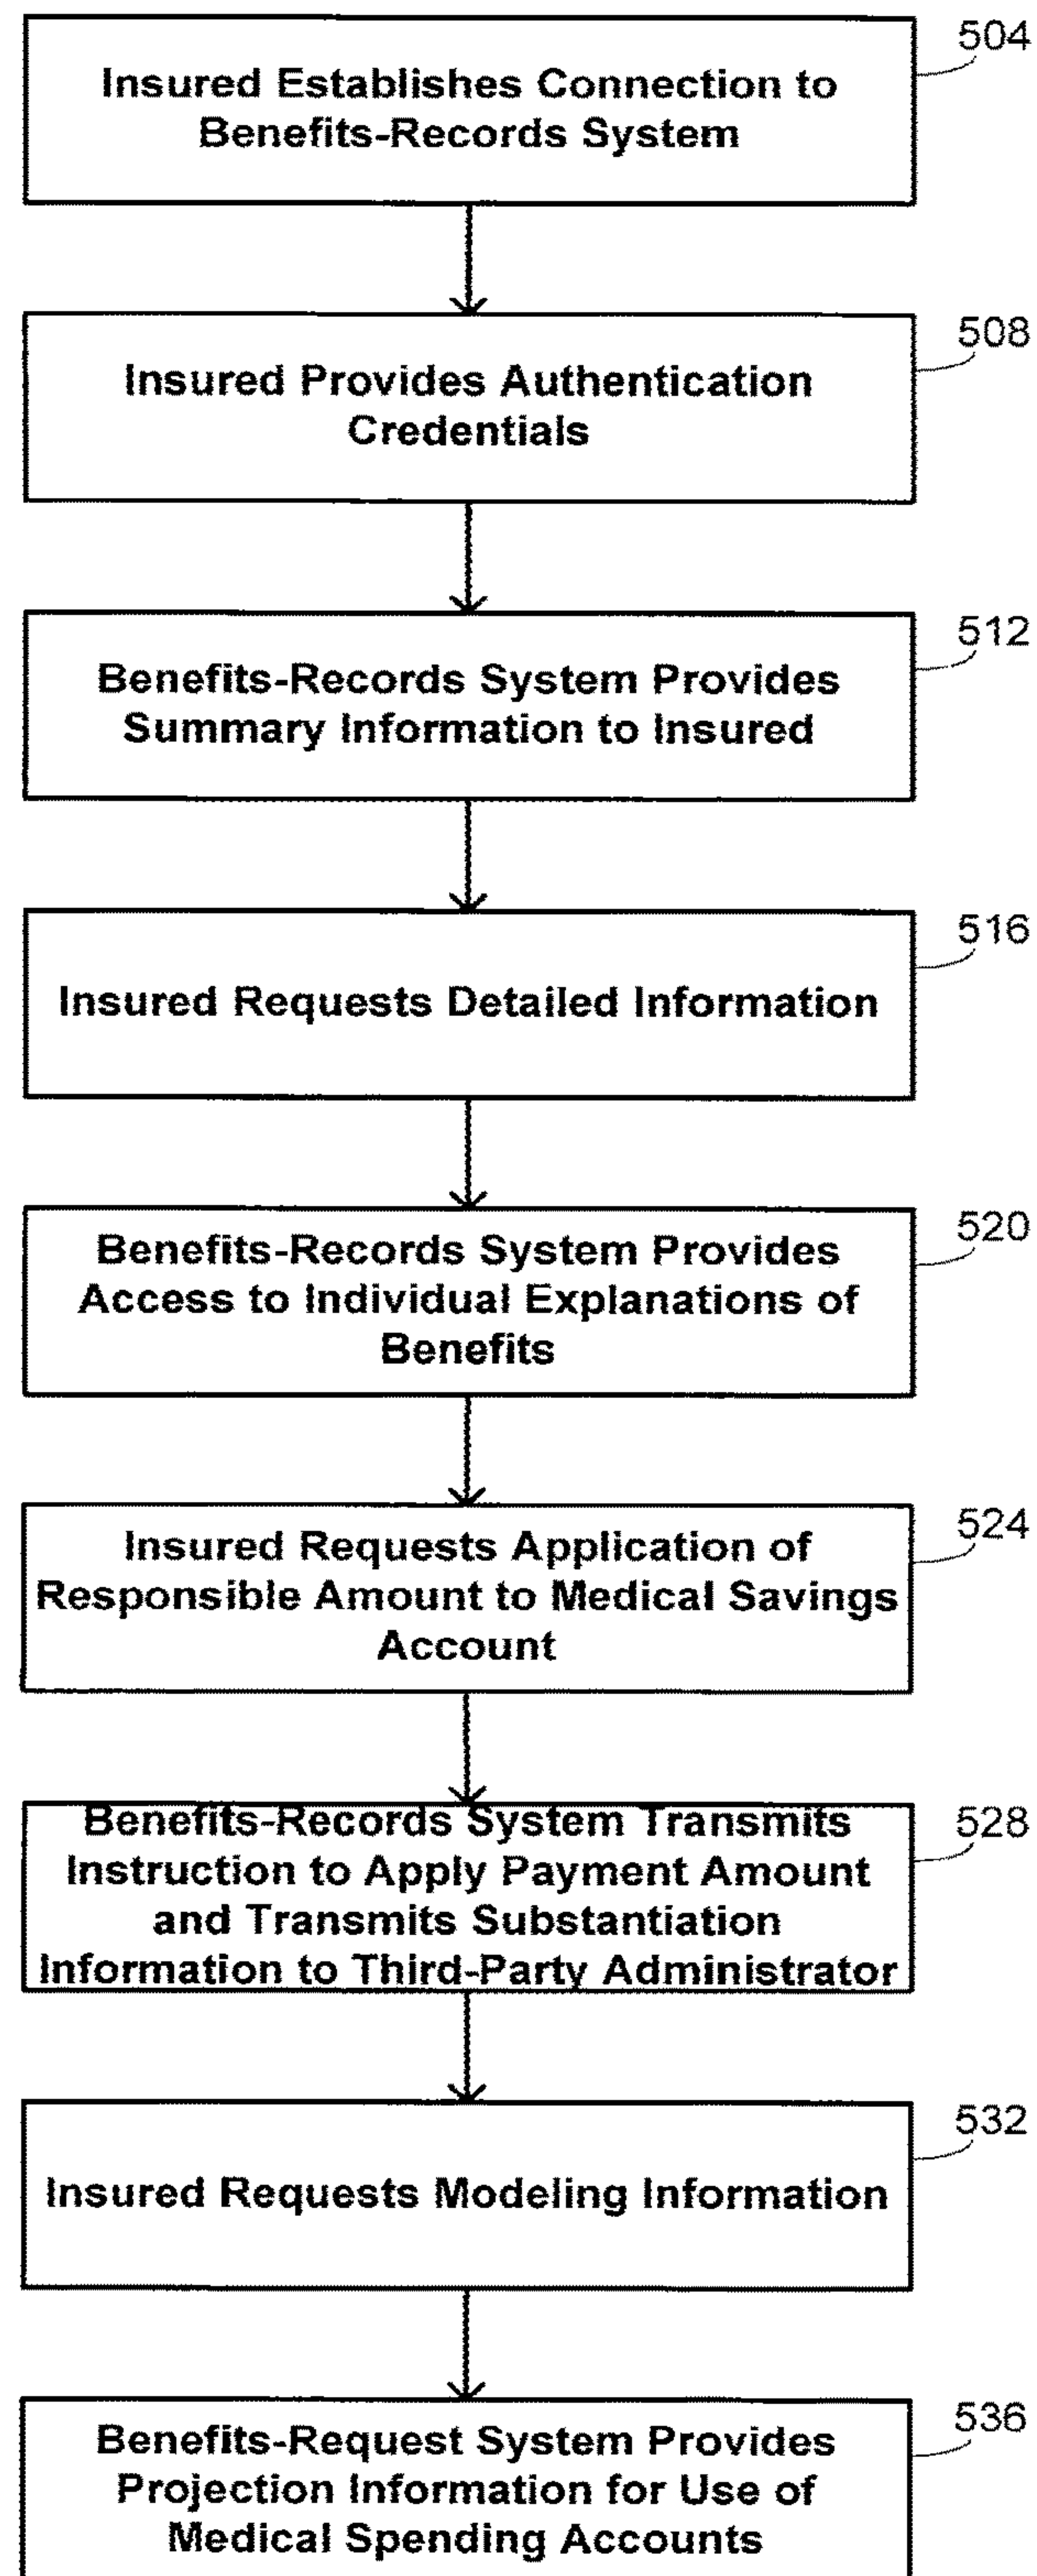 504
Insured Establishes Connection to
Benefits-Records System
508
Insured Provides Authentication
Credentials
512
Benefits-Records System Provides
Summary Information to Insured
516
Insured Requests Detailed Information
520
Benefits-Records System Provides
Access to Individual Explanations of
Benefits
524
Insured Requests Application of
Responsible Amount to Medical Savings
Account
528
Benefits-Records System Transmits
Instruction to Apply Payment Amount
and Transmits Substantiation
Information to Third-Party Administrator
532
Insured Requests Modeling Information
536
Benefits-Request System Provides
Projection Information for Use of
Medical Spending Accounts